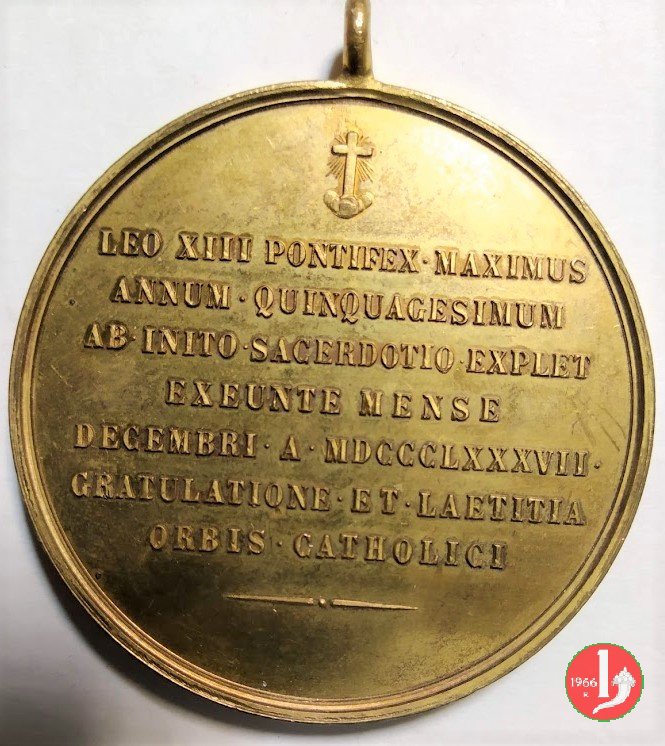 LEO XIII PONTIFEX · MAXIMUS
ANNUM · QUINQUAGESIMUM
AB · INITO · SACERDOTIO · EXPLET
EXEUNTE MENSE
DECEMBRI · A · MDCCCLXXXVII ·
GRATULATIONE · ET · LAETITIA
ORBIS · CATHOLICI
1966
R